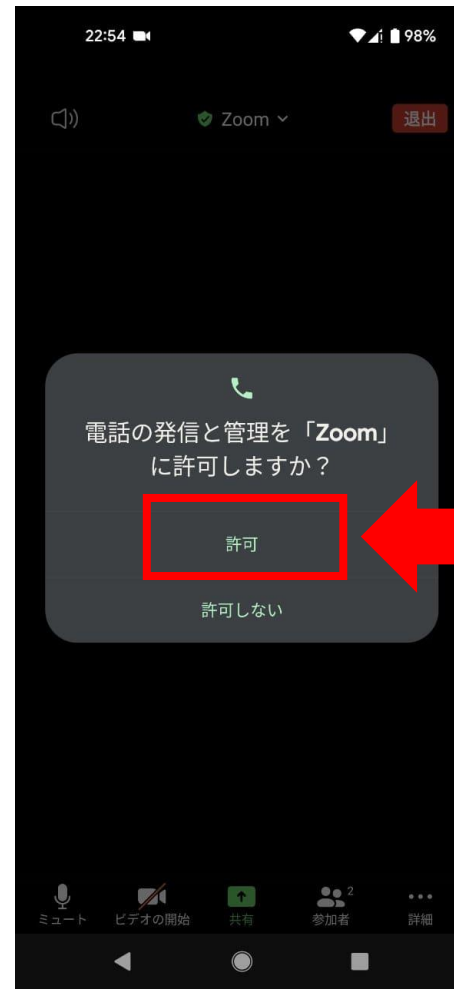 22:54
98%
Zoom
退出
電話の発信と管理を「Zoom」
に許可しますか？
許可
許可しない
2
ミュート
ビデオの開始
共有
参加者
詳細